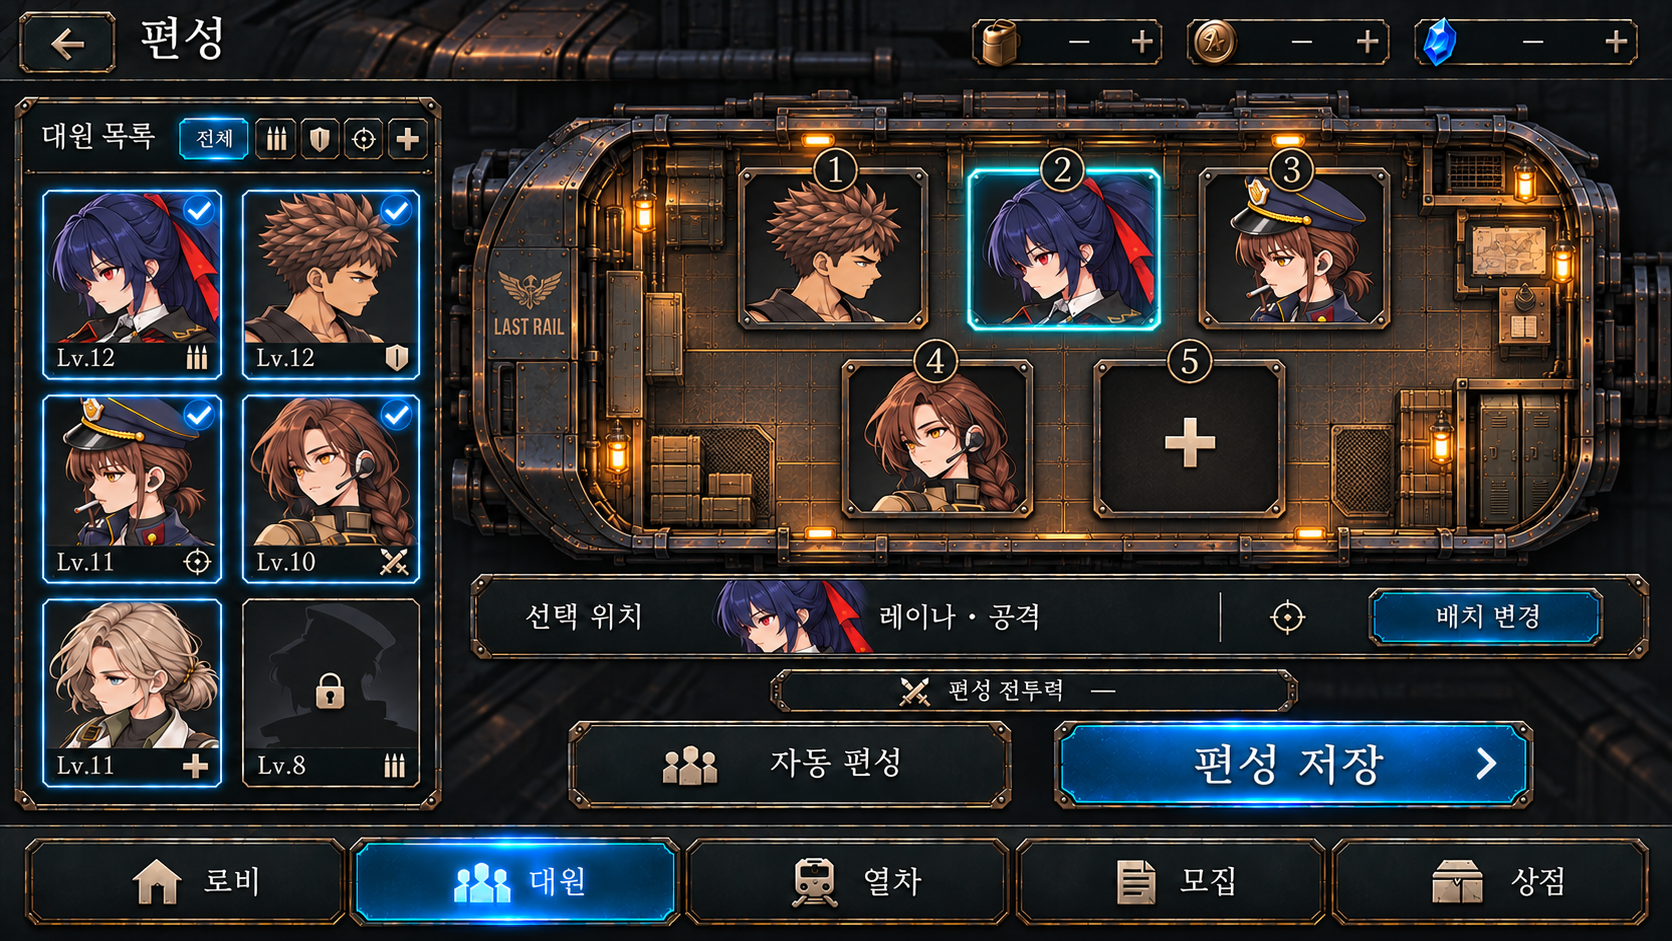 편성
—
—
—
대원 목록
전체
Lv.12
Lv.12
Lv.11
Lv.10
Lv.11
Lv.8
LAST RAIL
1
2
3
4
5
선택 위치
레이나 · 공격
배치 변경
편성 전투력 —
자동 편성
편성 저장
로비
대원
열차
모집
상점